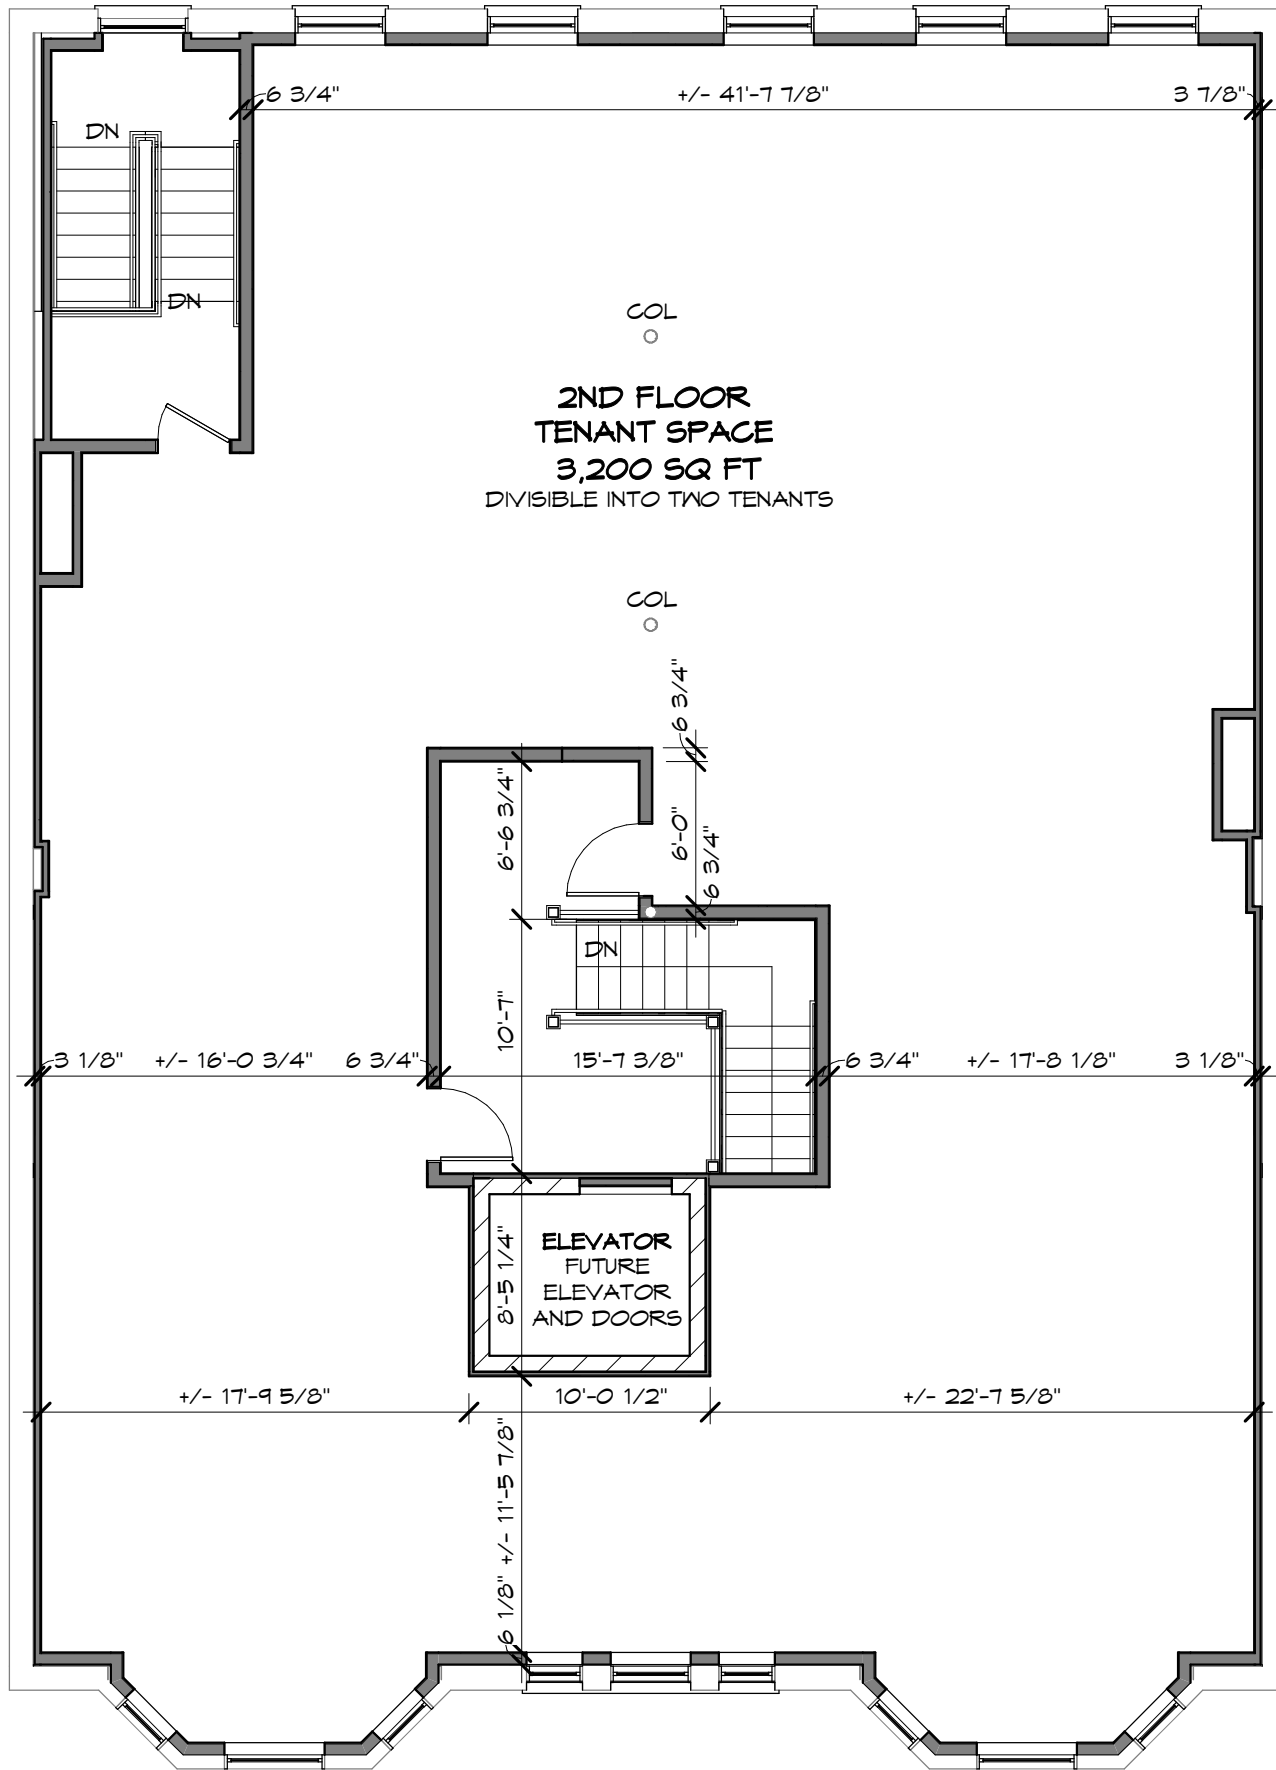 6 3/4" +/- 41'-7 7/8" 3 7/8"
DN
DN
COL
2ND FLOOR
TENANT SPACE
3,200 SQ FT
DIVISIBLE INTO TWO TENANTS
COL
6 3/4"
6'-6 3/4"
6'-0"
6 3/4"
DN
10'-7"
3 1/8" +/- 16'-0 3/4" 6 3/4" 15'-7 3/8" 6 3/4" +/- 17'-8 1/8" 3 1/8"
8'-5 1/4"
ELEVATOR
FUTURE
ELEVATOR
AND DOORS
+/- 17'-9 5/8" 10'-0 1/2" +/- 22'-7 5/8"
6 1/8" +/- 11'-5 7/8"